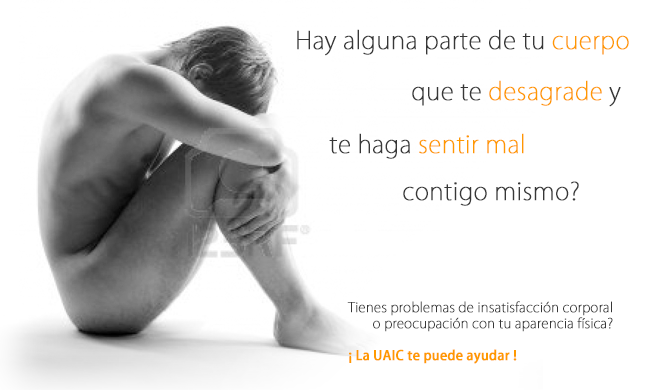 Hay alguna parte de tu cuerpo
que te desagrade y
te haga sentir mal
contigo mismo?
Tienes problemas de insatisfacción corporal
o preocupación con tu aparencia física?
¡ La UAIC te puede ayudar !